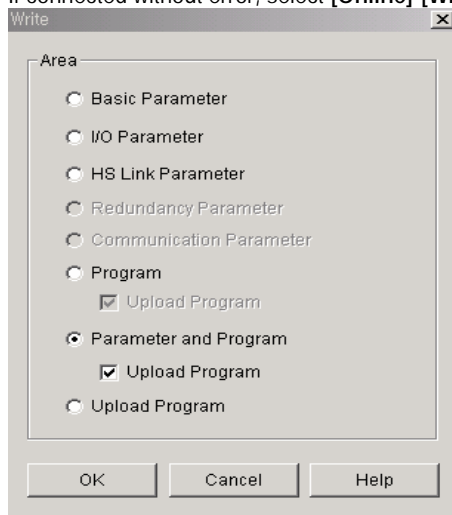 If connected without error, select [Online]-[W
Write
Area
Basic Parameter
I/O Parameter
HS Link Parameter
Redundancy Parameter
Communication Parameter
Program
Upload Program
Parameter and Program
Upload Program
Upload Program
OK Cancel Help